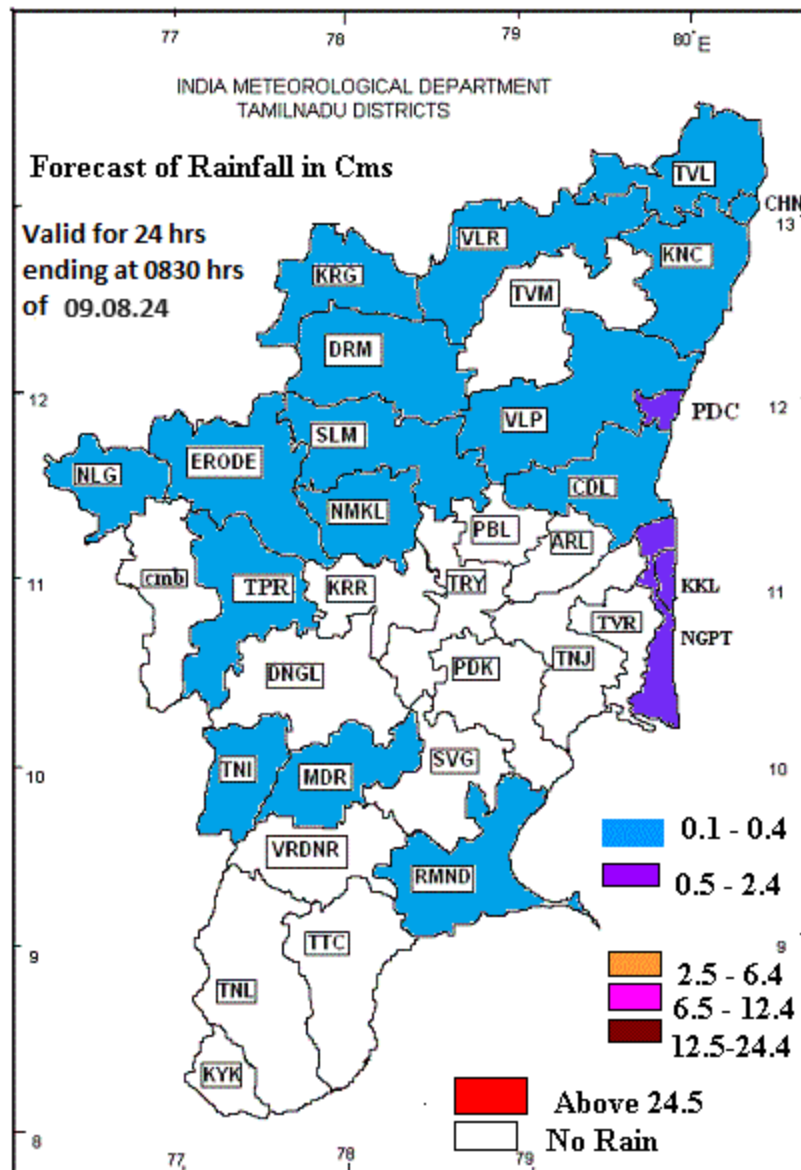 77 78 79 80°E
INDIA METEOROLOGICAL DEPARTMENT
TAMILNADU DISTRICTS
Forecast of Rainfall in Cms
TVL
CHN
13
Valid for 24 hrs
ending at 0830 hrs
of 09.08.24
VLR
KNC
KRG
TVM
DRM
12
12
PDC
VLP
SLM
ERODE
NLG
CDL
NMKL
PBL
ARL
11
cmb
TPR
KRR
TRY
KKL
11
TVR
NGPT
DNGL
PDK
TNJ
10
TNI
MDR
SVG
10
0.1 - 0.4
VRDNR
RMND
0.5 - 2.4
TTC
9
9
2.5 - 6.4
TNL
6.5 - 12.4
12.5-24.4
KYK
Above 24.5
No Rain
8
77 78 79